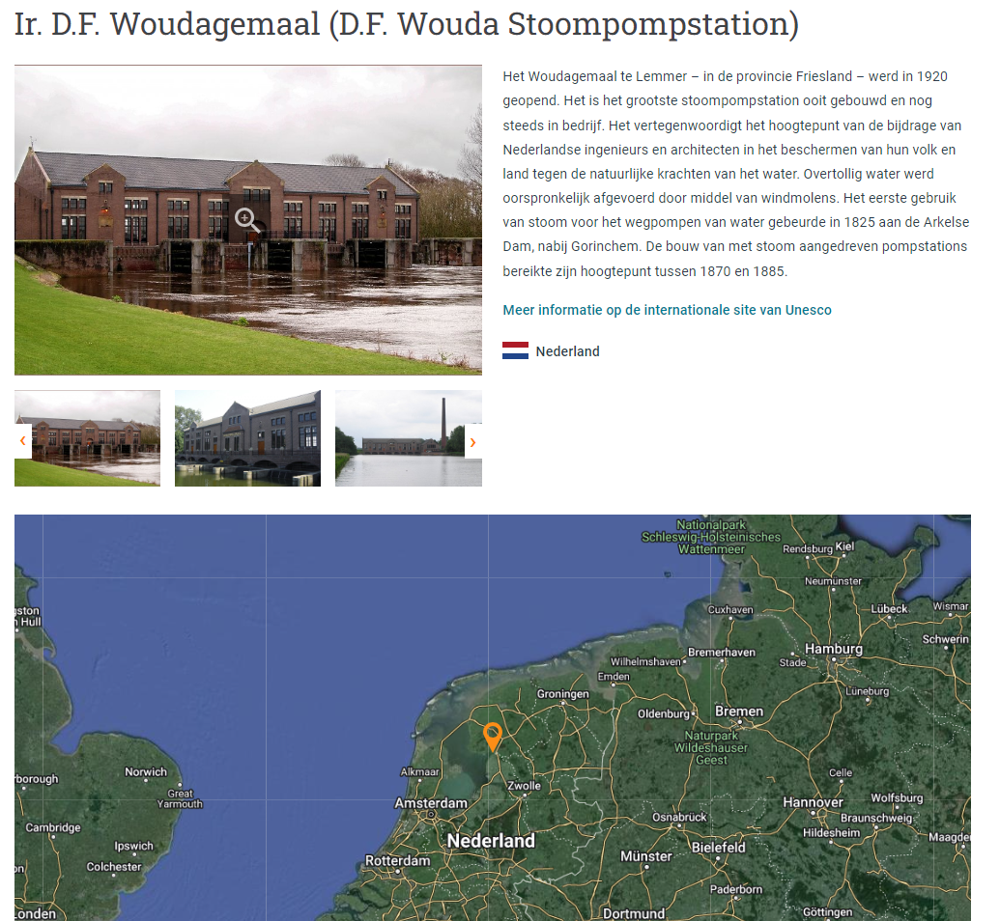 Ir. D.F. Woudagemaal (D.F. Wouda Stoompompstation)
Het Woudagemaal te Lemmer – in de provincie Friesland – werd in 1920
geopend. Het is het grootste stoompompstation ooit gebouwd en nog
steeds in bedrijf. Het vertegenwoordigt het hoogtepunt van de bijdrage van
Nederlandse ingenieurs en architecten in het beschermen van hun volk en
land tegen de natuurlijke krachten van het water. Overtollig water werd
oorspronkelijk afgevoerd door middel van windmolens. Het eerste gebruik
van stoom voor het wegpompen van water gebeurde in 1825 aan de Arkelse
Dam, nabij Gorinchem. De bouw van met stoom aangedreven pompstations
bereikte zijn hoogtepunt tussen 1870 en 1885.
Meer informatie op de internationale site van Unesco
Nederland
Nationalpark
Schleswig-Holsteinisches
Wattenmeer
Rendsburg
Kiel
Neumünster
gston
n Hull
Cuxhaven
Lübeck
Wismar
Schwerin
Hamburg
Stade
Bremerhaven
Wilhelmshaven
Emden
Groningen
Lüneburg
Oldenburg
Bremen
Naturpark
Wildeshauser
Geest
Norwich
Great
Yarmouth
borough
Alkmaar
Zwolle
Celle
Amsterdam
Hannover
Wolfsburg
Braunschweig
Osnabrück
Hildesheim
Magde
Cambridge
Ipswich
Colchester
on
Nederland
Rotterdam
Münster
Bielefeld
Paderborn
Londen
Dortmund
Göttingen